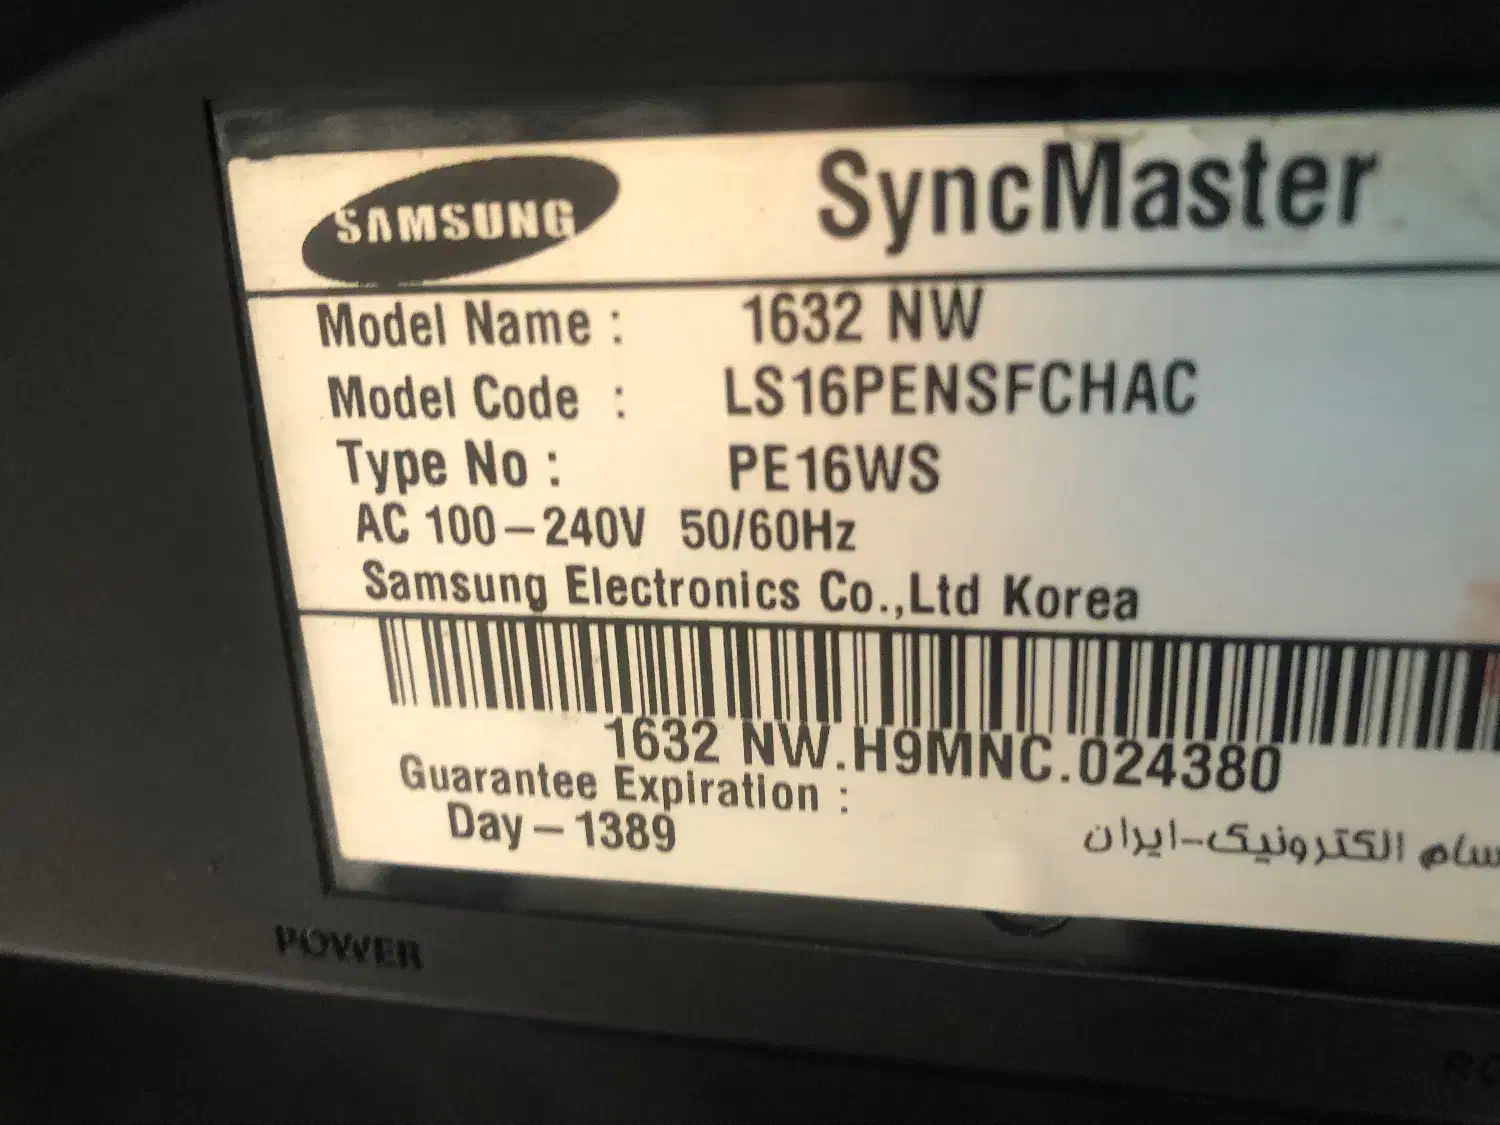 SAMSUNG
SyncMaster
Model Name : 1632 NW
Model Code : LS16PENSFCHAC
Type No : PE16WS
AC 100-240V 50/60Hz
Samsung Electronics Co.,Ltd Korea
1632 NW.H9MNC.024380
Guarantee Expiration :
Day-1389
سام الکترونیک-ایران
POWER